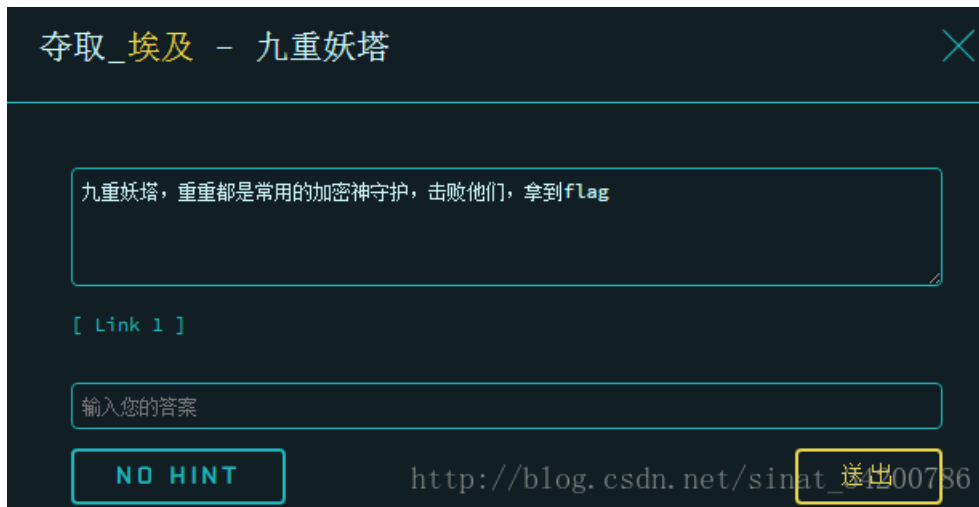 夺取_埃及 - 九重妖塔
九重妖塔，重重都是常用的加密神守护，击败他们，拿到flag
[ Link 1 ]
输入您的答案
NO HINT
送出
http://blog.csdn.net/sinat_34200786